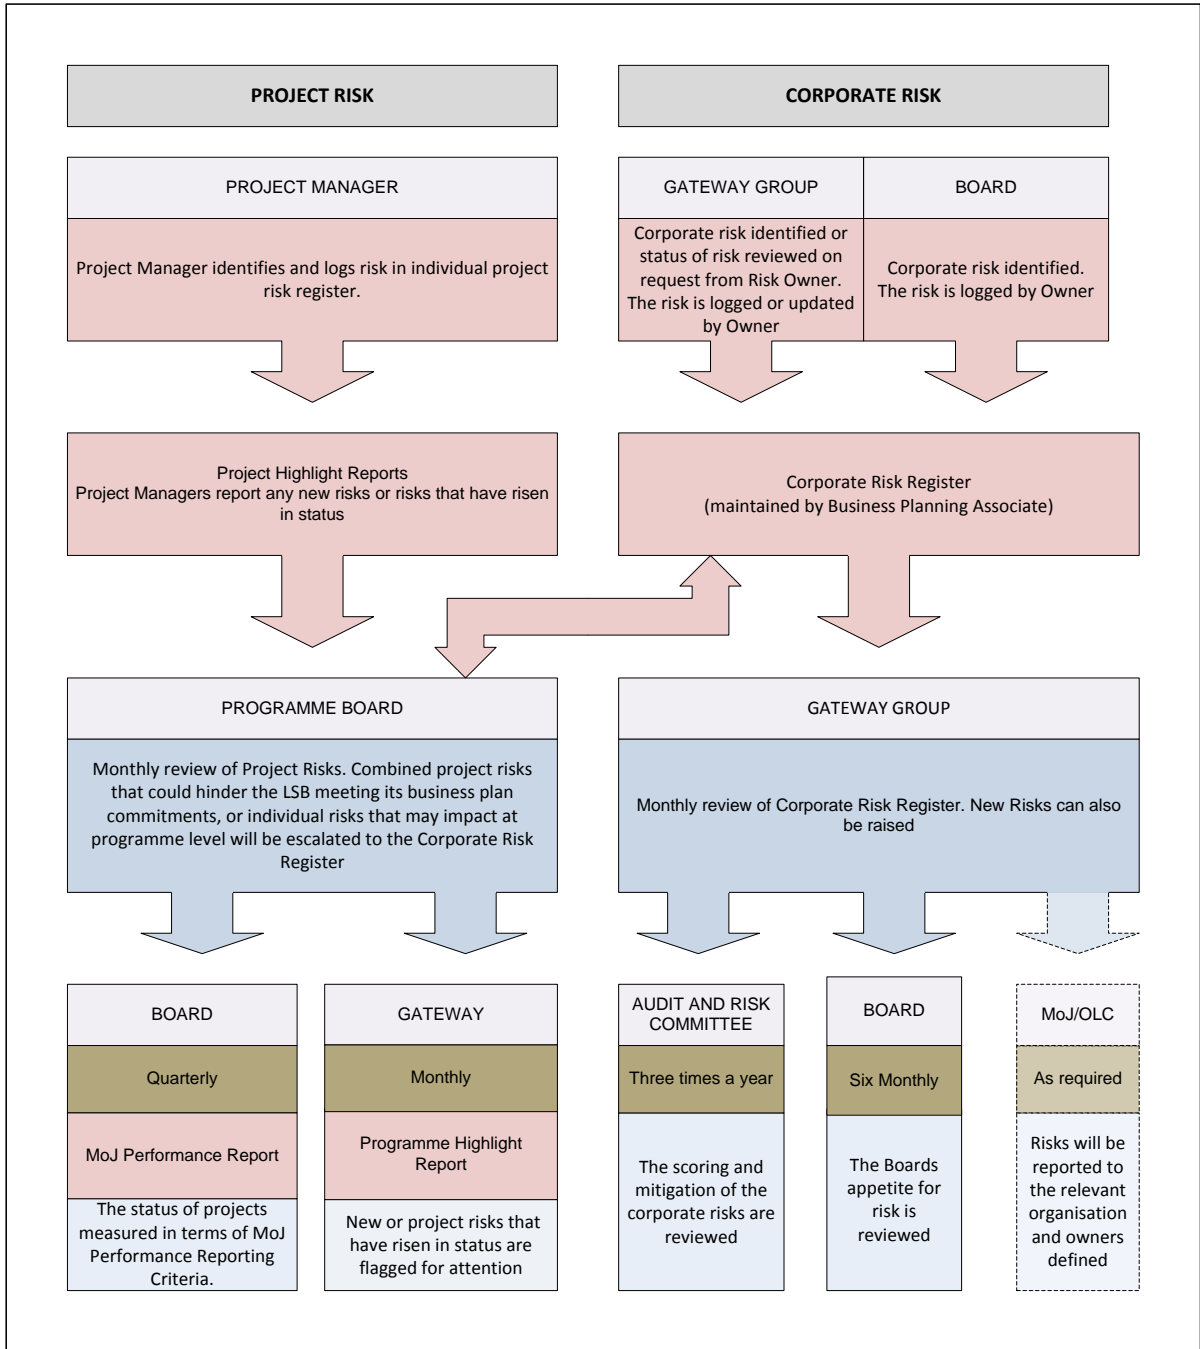 PROJECT RISK
CORPORATE RISK
PROJECT MANAGER
Project Manager identifies and logs risk in individual project
risk register.
GATEWAY GROUP
Corporate risk identified or
status of risk reviewed on
request from Risk Owner.
The risk is logged or updated
by Owner
BOARD
Corporate risk identified.
The risk is logged by Owner
Project Highlight Reports
Project Managers report any new risks or risks that have risen
in status
Corporate Risk Register
(maintained by Business Planning Associate)
PROGRAMME BOARD
Monthly review of Project Risks. Combined project risks
that could hinder the LSB meeting its business plan
commitments, or individual risks that may impact at
programme level will be escalated to the Corporate Risk
Register
GATEWAY GROUP
Monthly review of Corporate Risk Register. New Risks can also
be raised
BOARD
Quarterly
MoJ Performance Report
The status of projects
measured in terms of MoJ
Performance Reporting
Criteria.
GATEWAY
Monthly
Programme Highlight
Report
New or project risks that
have risen in status are
flagged for attention
AUDIT AND RISK
COMMITTEE
Three times a year
The scoring and
mitigation of the
corporate risks are
reviewed
BOARD
Six Monthly
The Boards
appetite for
risk is
reviewed
MoJ/OLC
As required
Risks will be
reported to
the relevant
organisation
and owners
defined